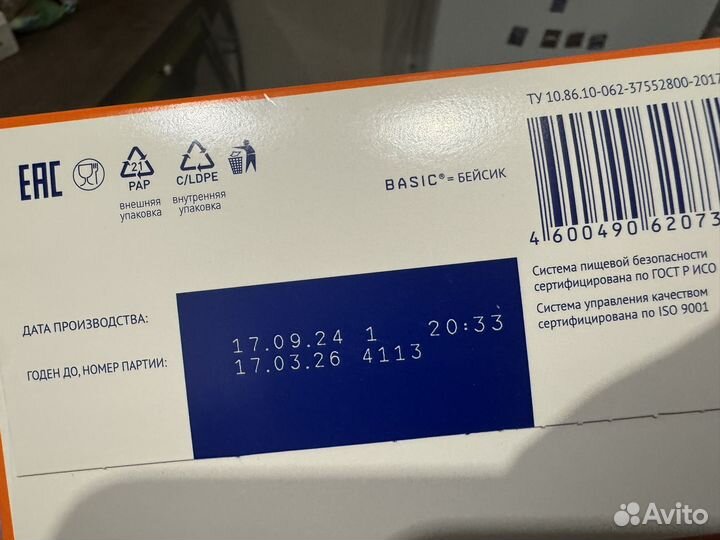 ТУ 10.86.10-062-37552800-2017
EAC
21
PAP
внешняя
упаковка
C/LDPE
внутренняя
упаковка
BASIC® = БЕЙСИК
4 600490 62073
Система пищевой безопасности
сертифицирована по ГОСТ Р ИСО
Система управления качеством
сертифицирована по ISO 9001
ДАТА ПРОИЗВОДСТВА:
17.09.24 1 20:33
ГОДЕН ДО, НОМЕР ПАРТИИ:
17.03.26 4113
Avito